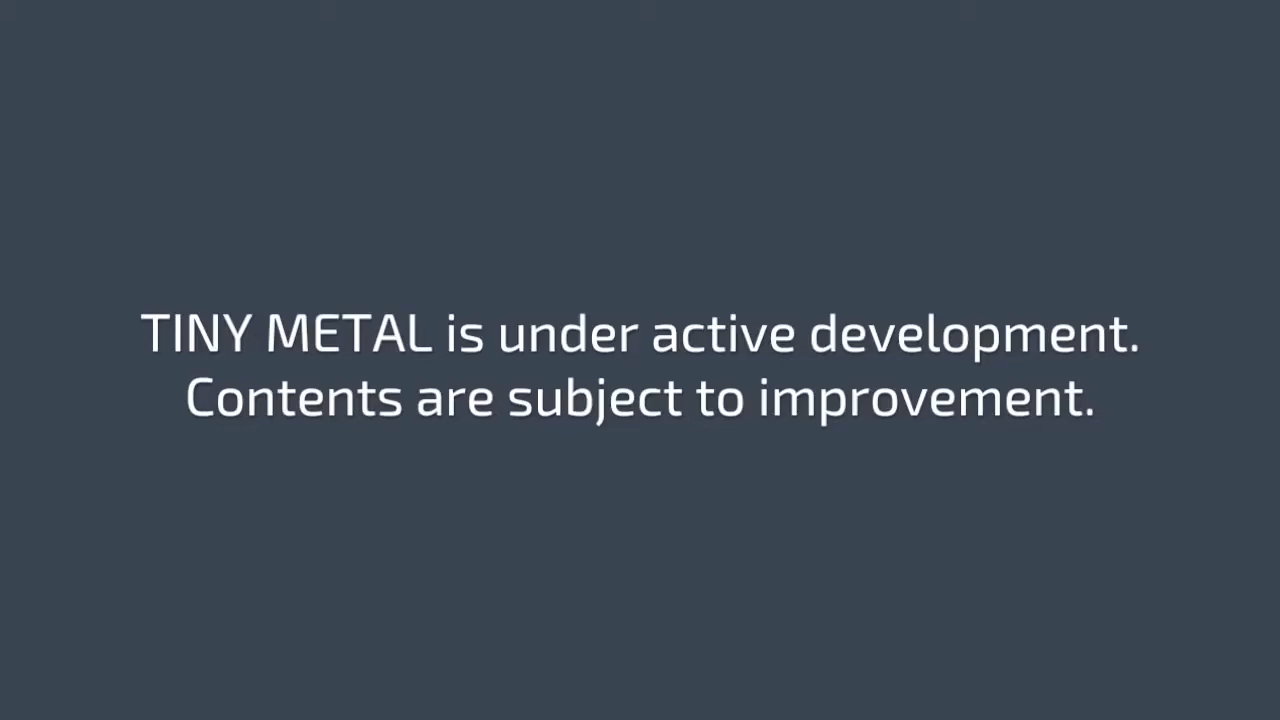 TINY METAL is under active development.
Contents are subject to improvement.